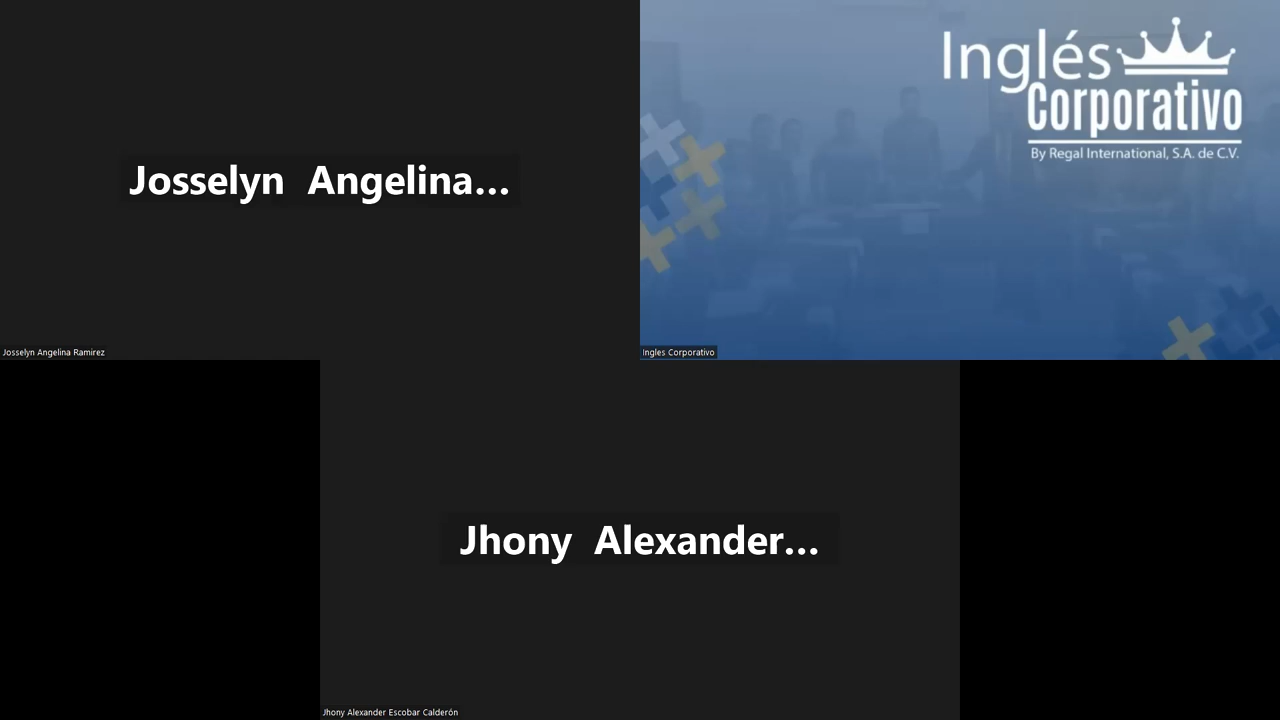 Josselyn Angelina...
Josselyn Angelina Ramirez
Inglés
Corporativo
By Regal International, S.A. de C.V.
Ingles Corporativo
Jhony Alexander...
Jhony Alexander Escobar Calderón